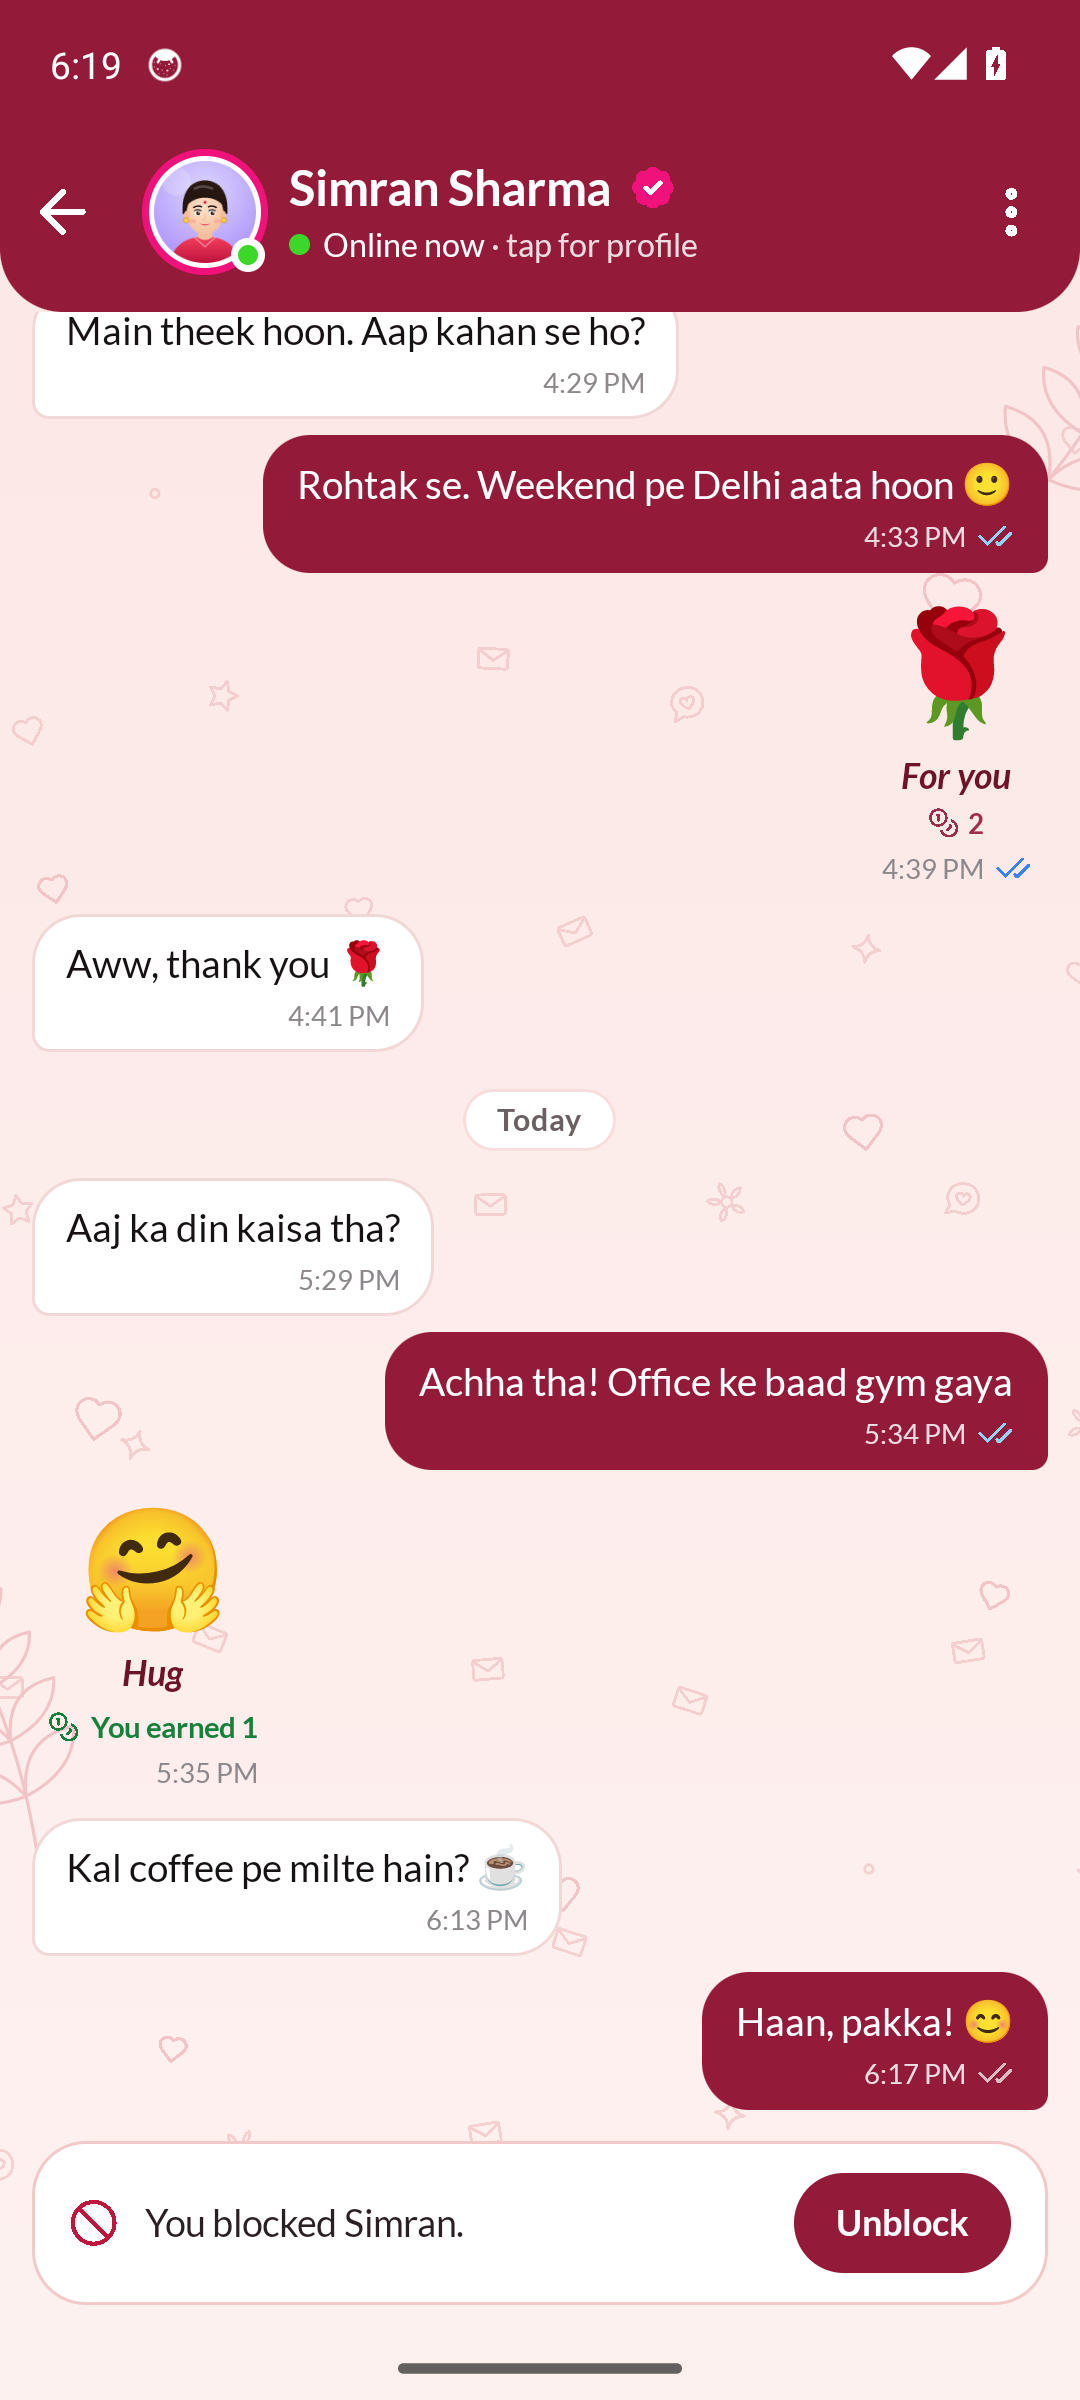 6:19
Simran Sharma
Online now · tap for profile
Main theek hoon. Aap kahan se ho?
4:29 PM
Rohtak se. Weekend pe Delhi aata hoon 🙂
4:33 PM
For you
2
4:39 PM
Aww, thank you 🌹
4:41 PM
Today
Aaj ka din kaisa tha?
5:29 PM
Achha tha! Office ke baad gym gaya
5:34 PM
Hug
You earned 1
5:35 PM
Kal coffee pe milte hain? ☕
6:13 PM
Haan, pakka! 😊
6:17 PM
You blocked Simran.
Unblock